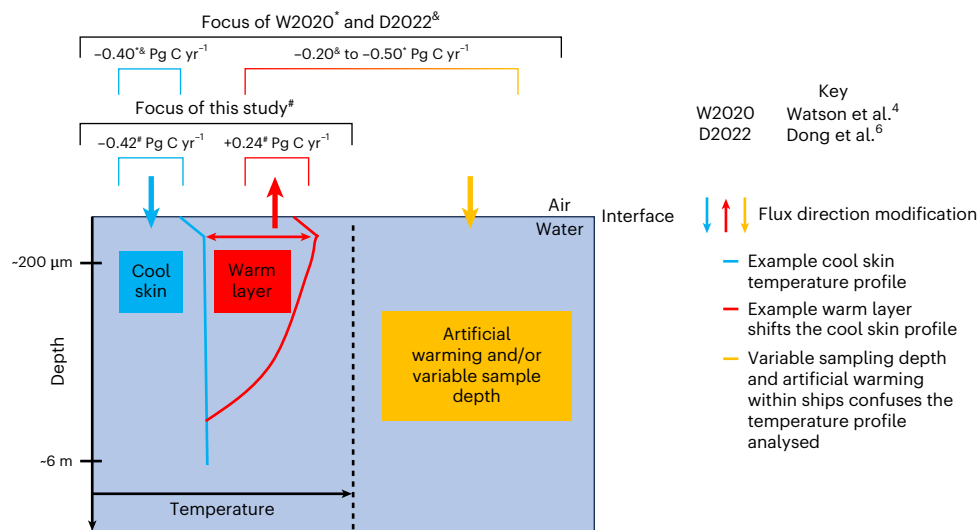 Focus of W2020* and D2022&
−0.40*& Pg C yr−1
−0.20& to −0.50* Pg C yr−1
Focus of this study#
−0.42# Pg C yr−1
+0.24# Pg C yr−1
Key
W2020 Watson et al.4
D2022 Dong et al.6
Air
Water
Interface
Flux direction modification
~200 µm
Cool
skin
Warm
layer
Example cool skin
temperature profile
Example warm layer
shifts the cool skin profile
Artificial
warming and/or
variable sample
depth
Variable sampling depth
and artificial warming
within ships confuses the
temperature profile
analysed
Depth
~6 m
Temperature